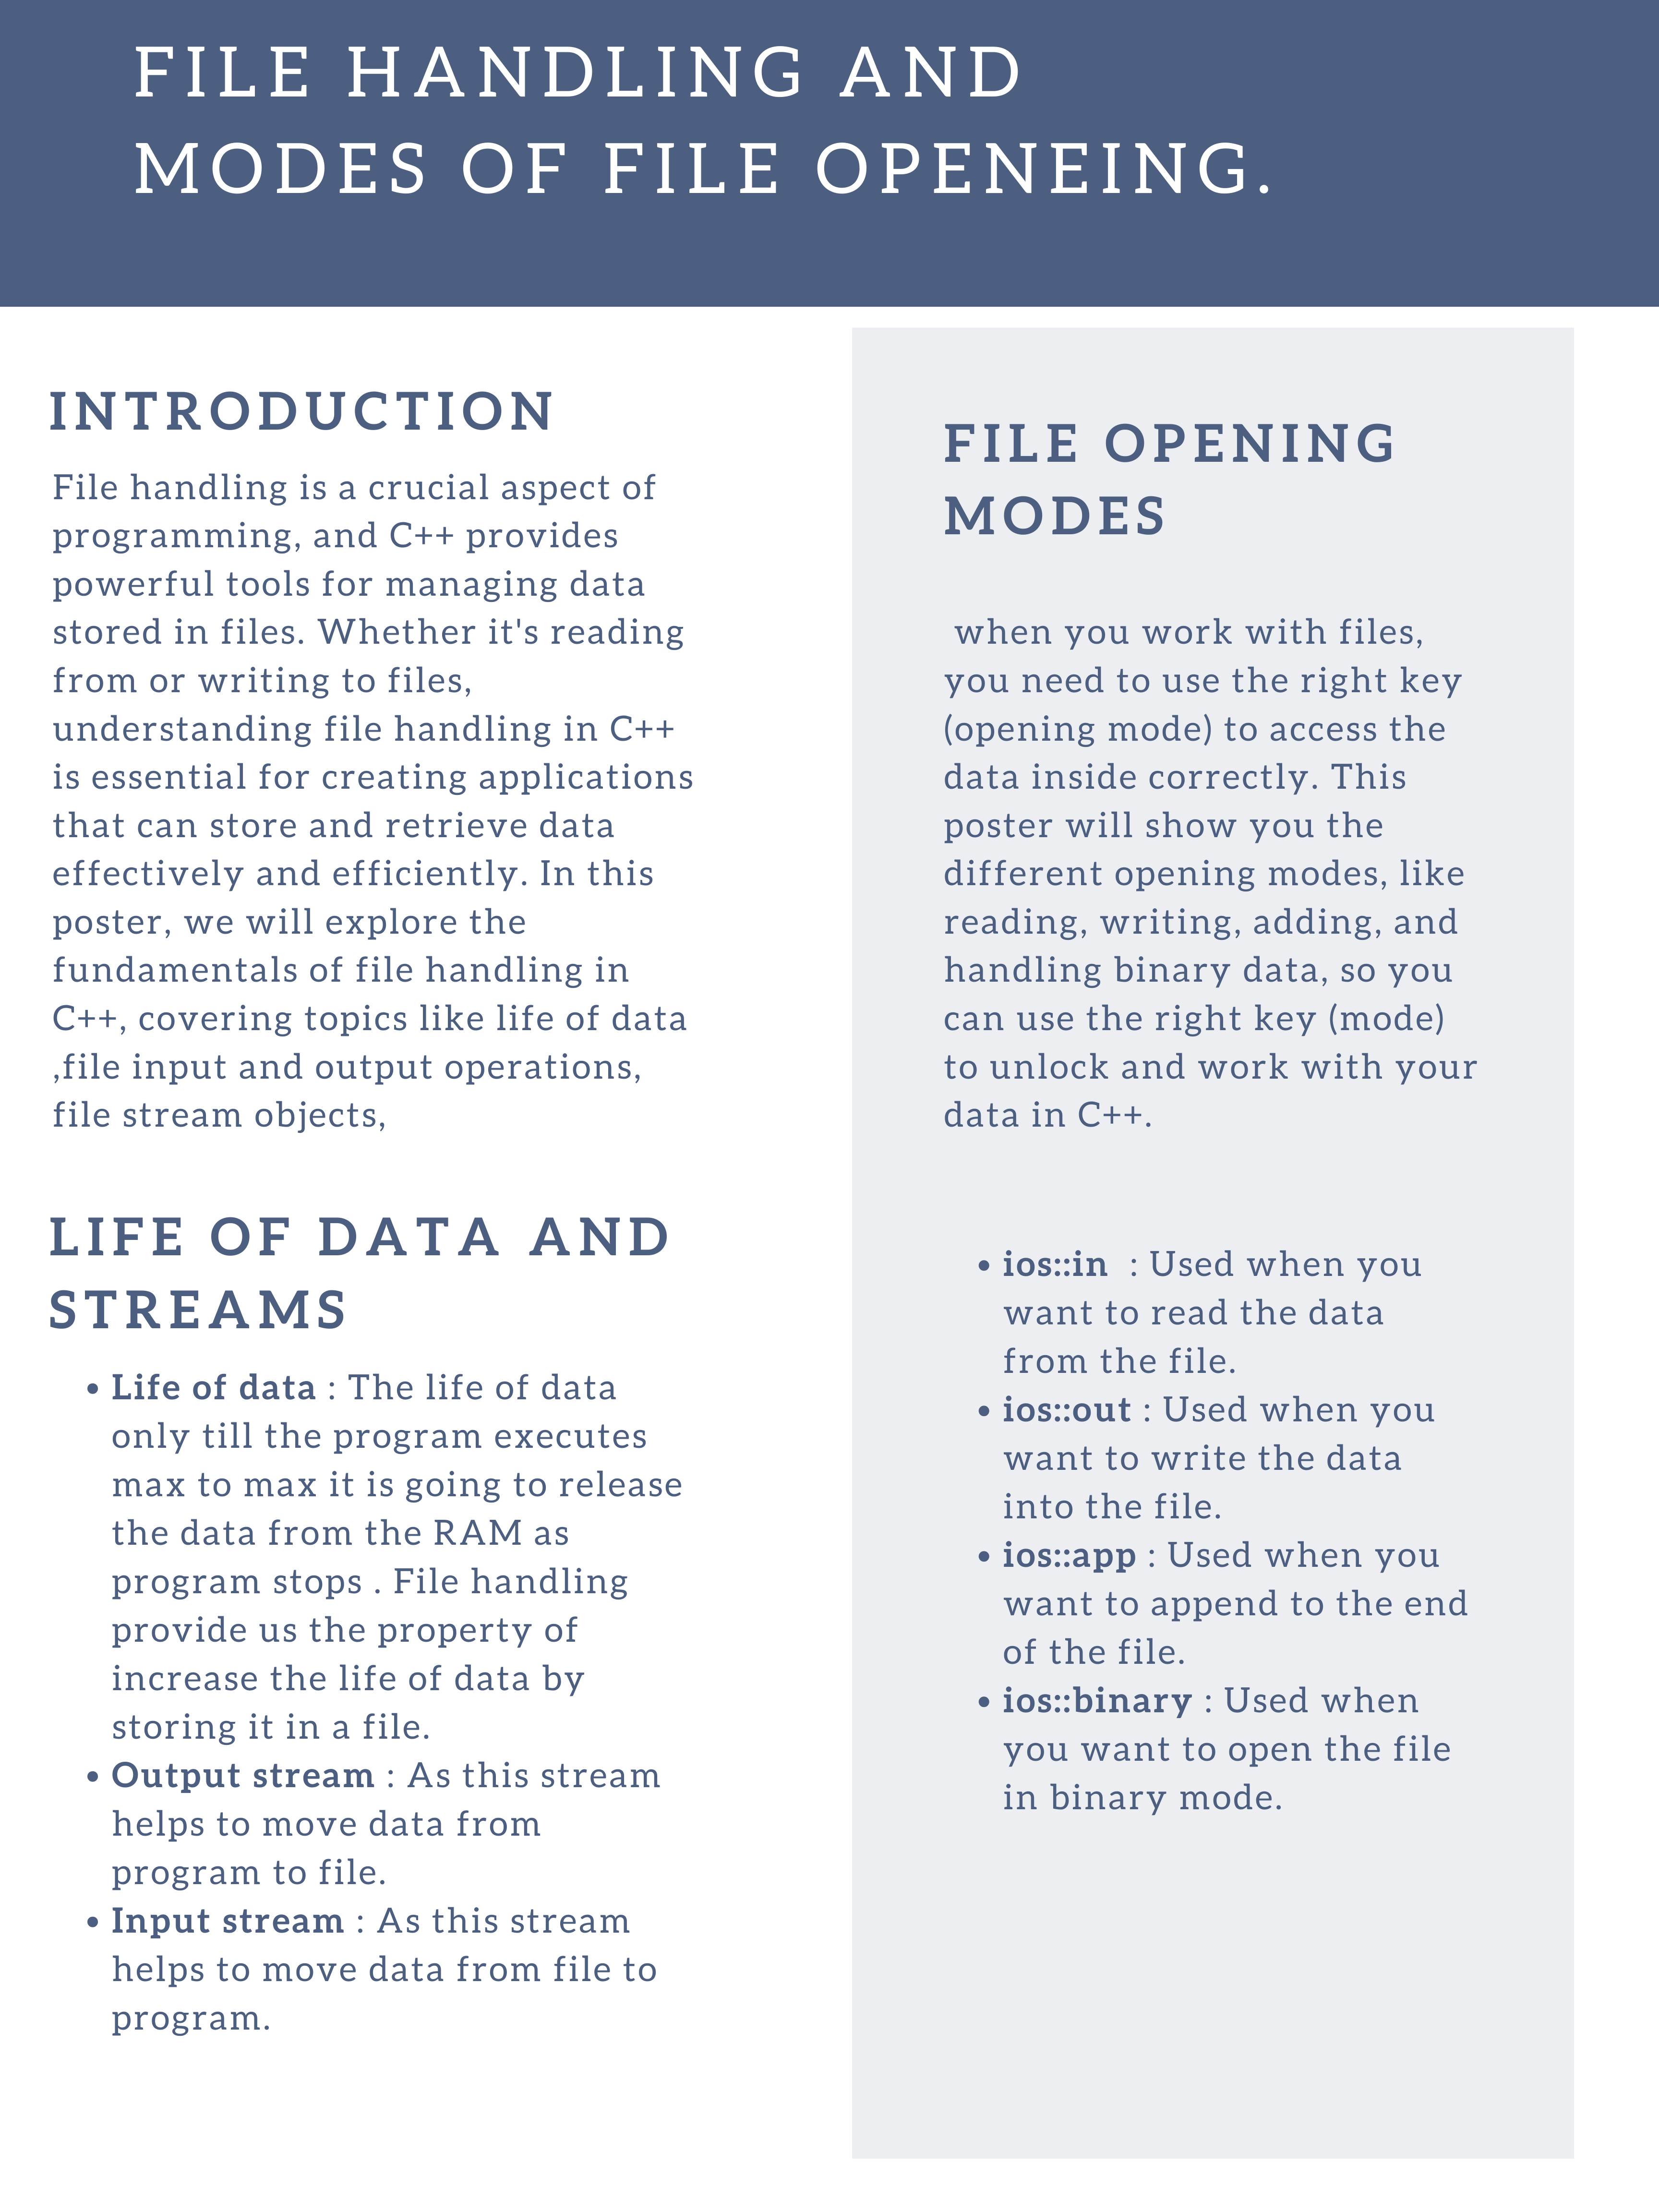 FILE HANDLING AND
MODES OF FILE OPENEING.
INTRODUCTION
File handling is a crucial aspect of
programming, and C++ provides
powerful tools for managing data
stored in files. Whether it's reading
from or writing to files,
understanding file handling in C++
is essential for creating applications
that can store and retrieve data
effectively and efficiently. In this
poster, we will explore the
fundamentals of file handling in
C++, covering topics like life of data
,file input and output operations,
file stream objects,
LIFE OF DATA AND
STREAMS
• Life of data : The life of data
only till the program executes
max to max it is going to release
the data from the RAM as
program stops . File handling
provide us the property of
increase the life of data by
storing it in a file.
• Output stream : As this stream
helps to move data from
program to file.
• Input stream : As this stream
helps to move data from file to
program.
FILE OPENING
MODES
when you work with files,
you need to use the right key
(opening mode) to access the
data inside correctly. This
poster will show you the
different opening modes, like
reading, writing, adding, and
handling binary data, so you
can use the right key (mode)
to unlock and work with your
data in C++.
• ios::in : Used when you
want to read the data
from the file.
• ios::out : Used when you
want to write the data
into the file.
• ios::app : Used when you
want to append to the end
of the file.
• ios::binary : Used when
you want to open the file
in binary mode.